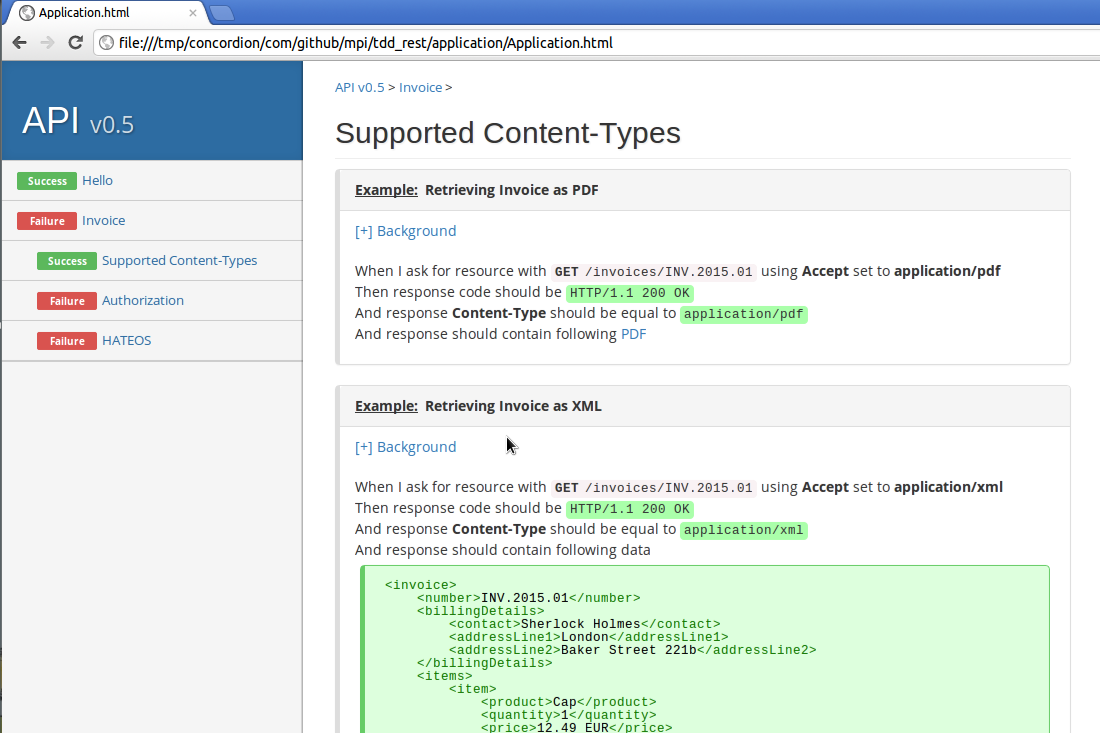 Application.html
file:///tmp/concordion/com/github/mpi/tdd_rest/application/Application.html
API v0.5
Success Hello
Failure Invoice
Success Supported Content-Types
Failure Authorization
Failure HATEOS
API v0.5 > Invoice >
Supported Content-Types
Example: Retrieving Invoice as PDF
[+] Background
When I ask for resource with GET /invoices/INV.2015.01 using Accept set to application/pdf
Then response code should be HTTP/1.1 200 OK
And response Content-Type should be equal to application/pdf
And response should contain following PDF
Example: Retrieving Invoice as XML
[+] Background
When I ask for resource with GET /invoices/INV.2015.01 using Accept set to application/xml
Then response code should be HTTP/1.1 200 OK
And response Content-Type should be equal to application/xml
And response should contain following data
<invoice>
<number>INV.2015.01</number>
<billingDetails>
<contact>Sherlock Holmes</contact>
<addressLine1>London</addressLine1>
<addressLine2>Baker Street 221b</addressLine2>
</billingDetails>
<items>
<item>
<product>Cap</product>
<quantity>1</quantity>
<price>12.49 EUR</price>